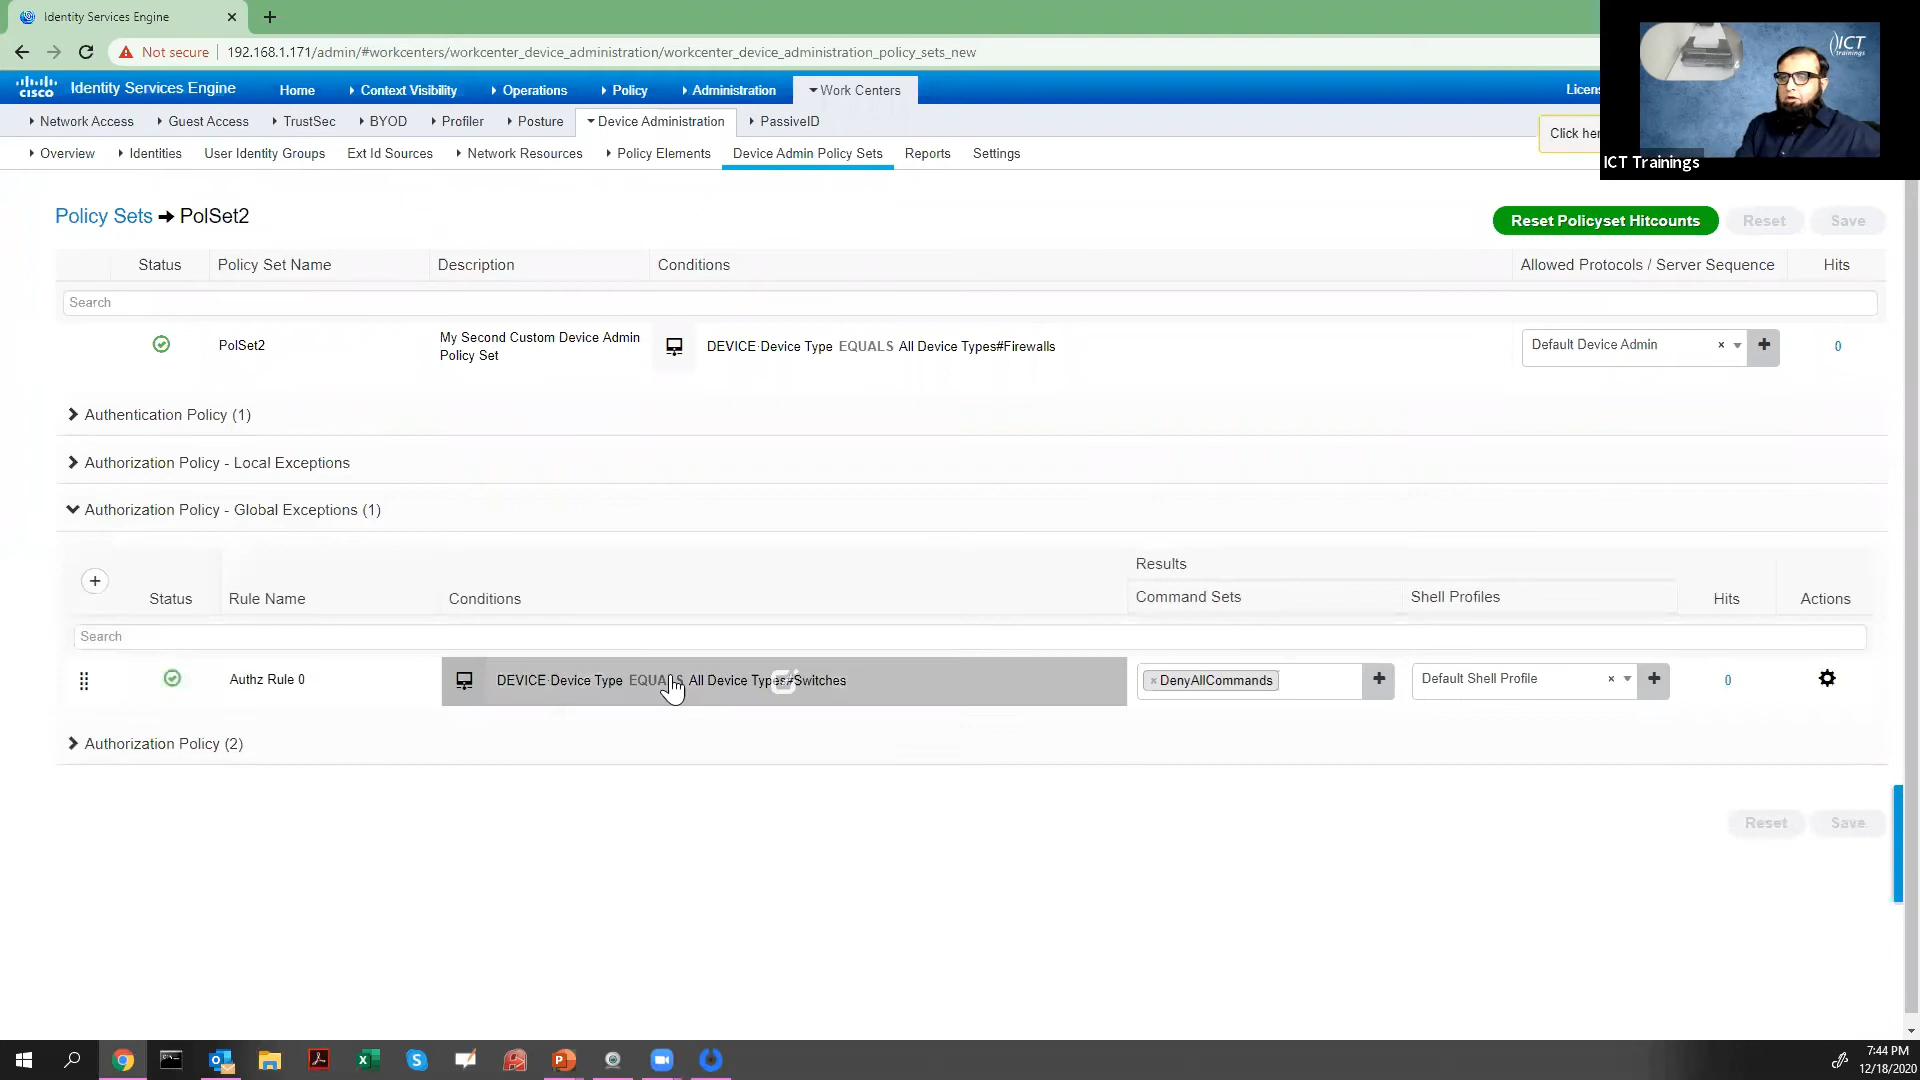 Identity Services Engine
Not secure
192.168.1.171/admin/#workcenters/workcenter_device_administration/workcenter_device_administration_policy_sets_new
CISCO Identity Services Engine
Home
Context Visibility
Operations
Policy
Administration
Work Centers
Network Access
Guest Access
TrustSec
BYOD
Profiler
Posture
Device Administration
PassiveID
Overview
Identities
User Identity Groups
Ext Id Sources
Network Resources
Policy Elements
Device Admin Policy Sets
Reports
Settings
ICT
trainings
ICT Trainings
Policy Sets → PolSet2
Reset Policyset Hitcounts
Reset
Save
Status
Policy Set Name
Description
Conditions
Allowed Protocols / Server Sequence
Hits
Search
PolSet2
My Second Custom Device Admin
Policy Set
DEVICE·Device Type EQUALS All Device Types#Firewalls
Default Device Admin
0
Authentication Policy (1)
Authorization Policy - Local Exceptions
Authorization Policy - Global Exceptions (1)
Results
Status
Rule Name
Conditions
Command Sets
Shell Profiles
Hits
Actions
Search
Authz Rule 0
DEVICE·Device Type EQUALS All Device Types#Switches
DenyAllCommands
Default Shell Profile
0
Authorization Policy (2)
Reset
Save
7:44 PM
12/18/2020